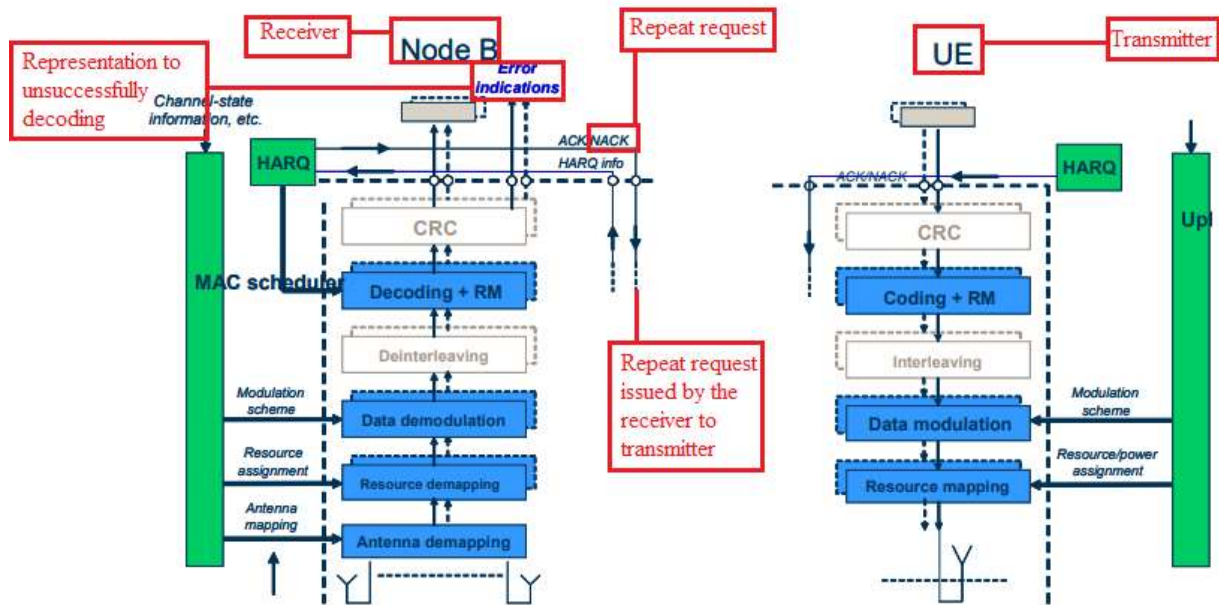 Receiver
Node B
Repeat request
UE
Transmitter
Representation to
unsuccessfully
decoding
Error
indications
Channel-state
information, etc.
HARQ
ACK/NACK
HARQ info
ACK/NACK
HARQ
CRC
CRC
Upl
MAC scheduler
Decoding + RM
Coding + RM
Deinterleaving
Interleaving
Repeat request
issued by the
receiver to
transmitter
Modulation
scheme
Data demodulation
Data modulation
Modulation
scheme
Resource
assignment
Resource demapping
Resource mapping
Resource/power
assignment
Antenna
mapping
Antenna demapping